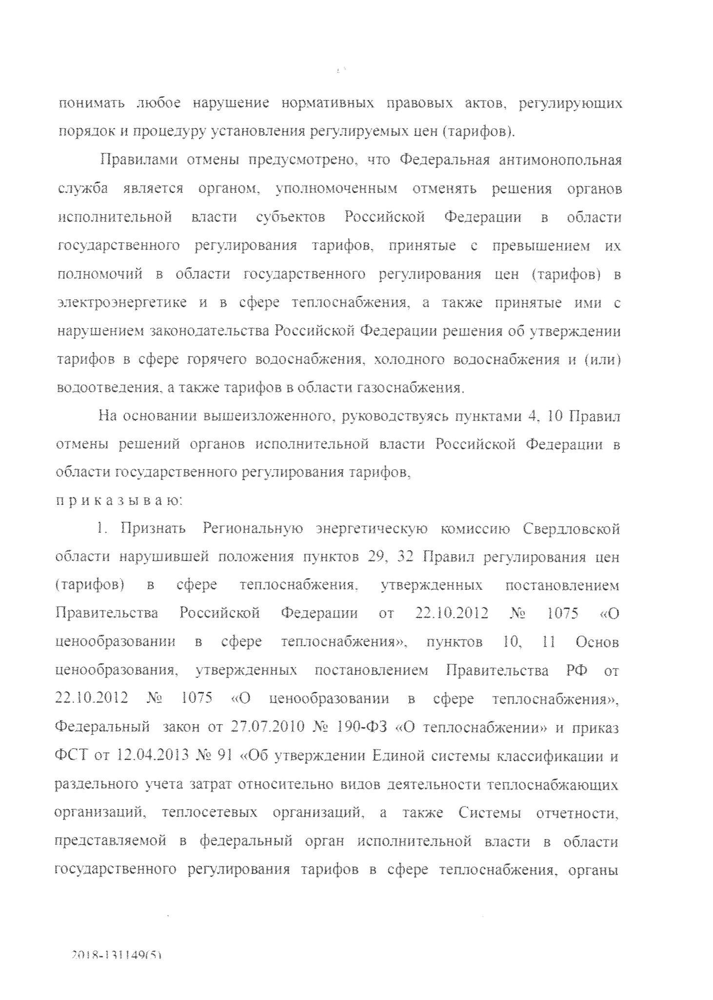 понимать любое нарушение нормативных правовых актов, регулирующих
порядок и процедуру установления регулируемых цен (тарифов).
Правилами отмены предусмотрено, что Федеральная антимонопольная
служба является органом, уполномоченным отменять решения органов
исполнительной власти субъектов Российской Федерации в области
государственного регулирования тарифов, принятые с превышением их
полномочий в области государственного регулирования цен (тарифов) в
электроэнергетике и в сфере теплоснабжения, а также принятые ими с
нарушением законодательства Российской Федерации решения об утверждении
тарифов в сфере горячего водоснабжения, холодного водоснабжения и (или)
водоотведения, а также тарифов в области газоснабжения.
На основании вышеизложенного, руководствуясь пунктами 4, 10 Правил
отмены решений органов исполнительной власти Российской Федерации в
области государственного регулирования тарифов,
п р и к а з ы в а ю:
1. Признать Региональную энергетическую комиссию Свердловской
области нарушившей положения пунктов 29, 32 Правил регулирования цен
(тарифов) в сфере теплоснабжения, утвержденных постановлением
Правительства Российской Федерации от 22.10.2012 № 1075 «О
ценообразовании в сфере теплоснабжения», пунктов 10, 11 Основ
ценообразования, утвержденных постановлением Правительства РФ от
22.10.2012 № 1075 «О ценообразовании в сфере теплоснабжения»,
Федеральный закон от 27.07.2010 № 190-ФЗ «О теплоснабжении» и приказ
ФСТ от 12.04.2013 № 91 «Об утверждении Единой системы классификации и
раздельного учета затрат относительно видов деятельности теплоснабжающих
организаций, теплосетевых организаций, а также Системы отчетности,
представляемой в федеральный орган исполнительной власти в области
государственного регулирования тарифов в сфере теплоснабжения, органы
2018-131149(5)